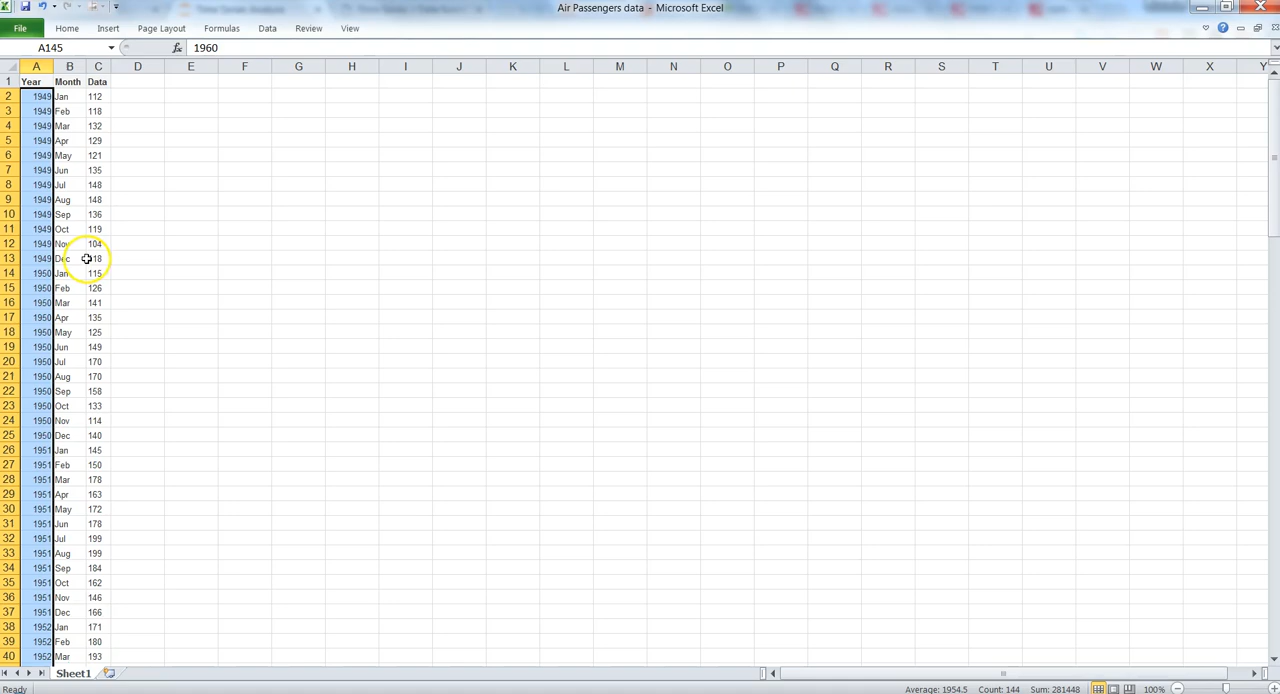 Air Passengers data - Microsoft Excel
File Home Insert Page Layout Formulas Data Review View
A145 fx 1960
A B C D E F G H I J K L M N O P Q R S T U V W X Y
1 Year Month Data
2 1949 Jan 112
3 1949 Feb 118
4 1949 Mar 132
5 1949 Apr 129
6 1949 May 121
7 1949 Jun 135
8 1949 Jul 148
9 1949 Aug 148
10 1949 Sep 136
11 1949 Oct 119
12 1949 Nov 104
13 1949 Dec 18
14 1950 Jan 115
15 1950 Feb 126
16 1950 Mar 141
17 1950 Apr 135
18 1950 May 125
19 1950 Jun 149
20 1950 Jul 170
21 1950 Aug 170
22 1950 Sep 158
23 1950 Oct 133
24 1950 Nov 114
25 1950 Dec 140
26 1951 Jan 145
27 1951 Feb 150
28 1951 Mar 178
29 1951 Apr 163
30 1951 May 172
31 1951 Jun 178
32 1951 Jul 199
33 1951 Aug 199
34 1951 Sep 184
35 1951 Oct 162
36 1951 Nov 146
37 1951 Dec 166
38 1952 Jan 171
39 1952 Feb 180
40 1952 Mar 193
Sheet1
Ready Average: 1954.5 Count: 144 Sum: 281448 100%